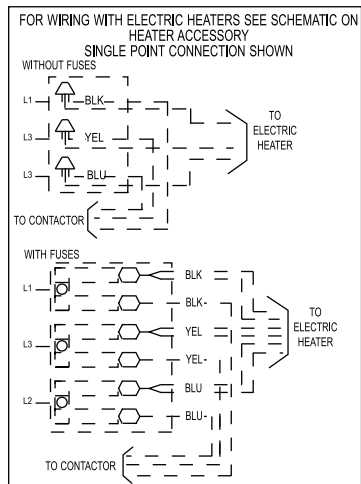 FOR WIRING WITH ELECTRIC HEATERS SEE SCHEMATIC ON
HEATER ACCESSORY
SINGLE POINT CONNECTION SHOWN
WITHOUT FUSES
L1
BLK
TO
ELECTRIC
HEATER
L3
YEL
L3
BLU
TO CONTACTOR
WITH FUSES
L1
BLK
BLK
TO
ELECTRIC
HEATER
L3
YEL
YEL
L2
BLU
BLU
TO CONTACTOR